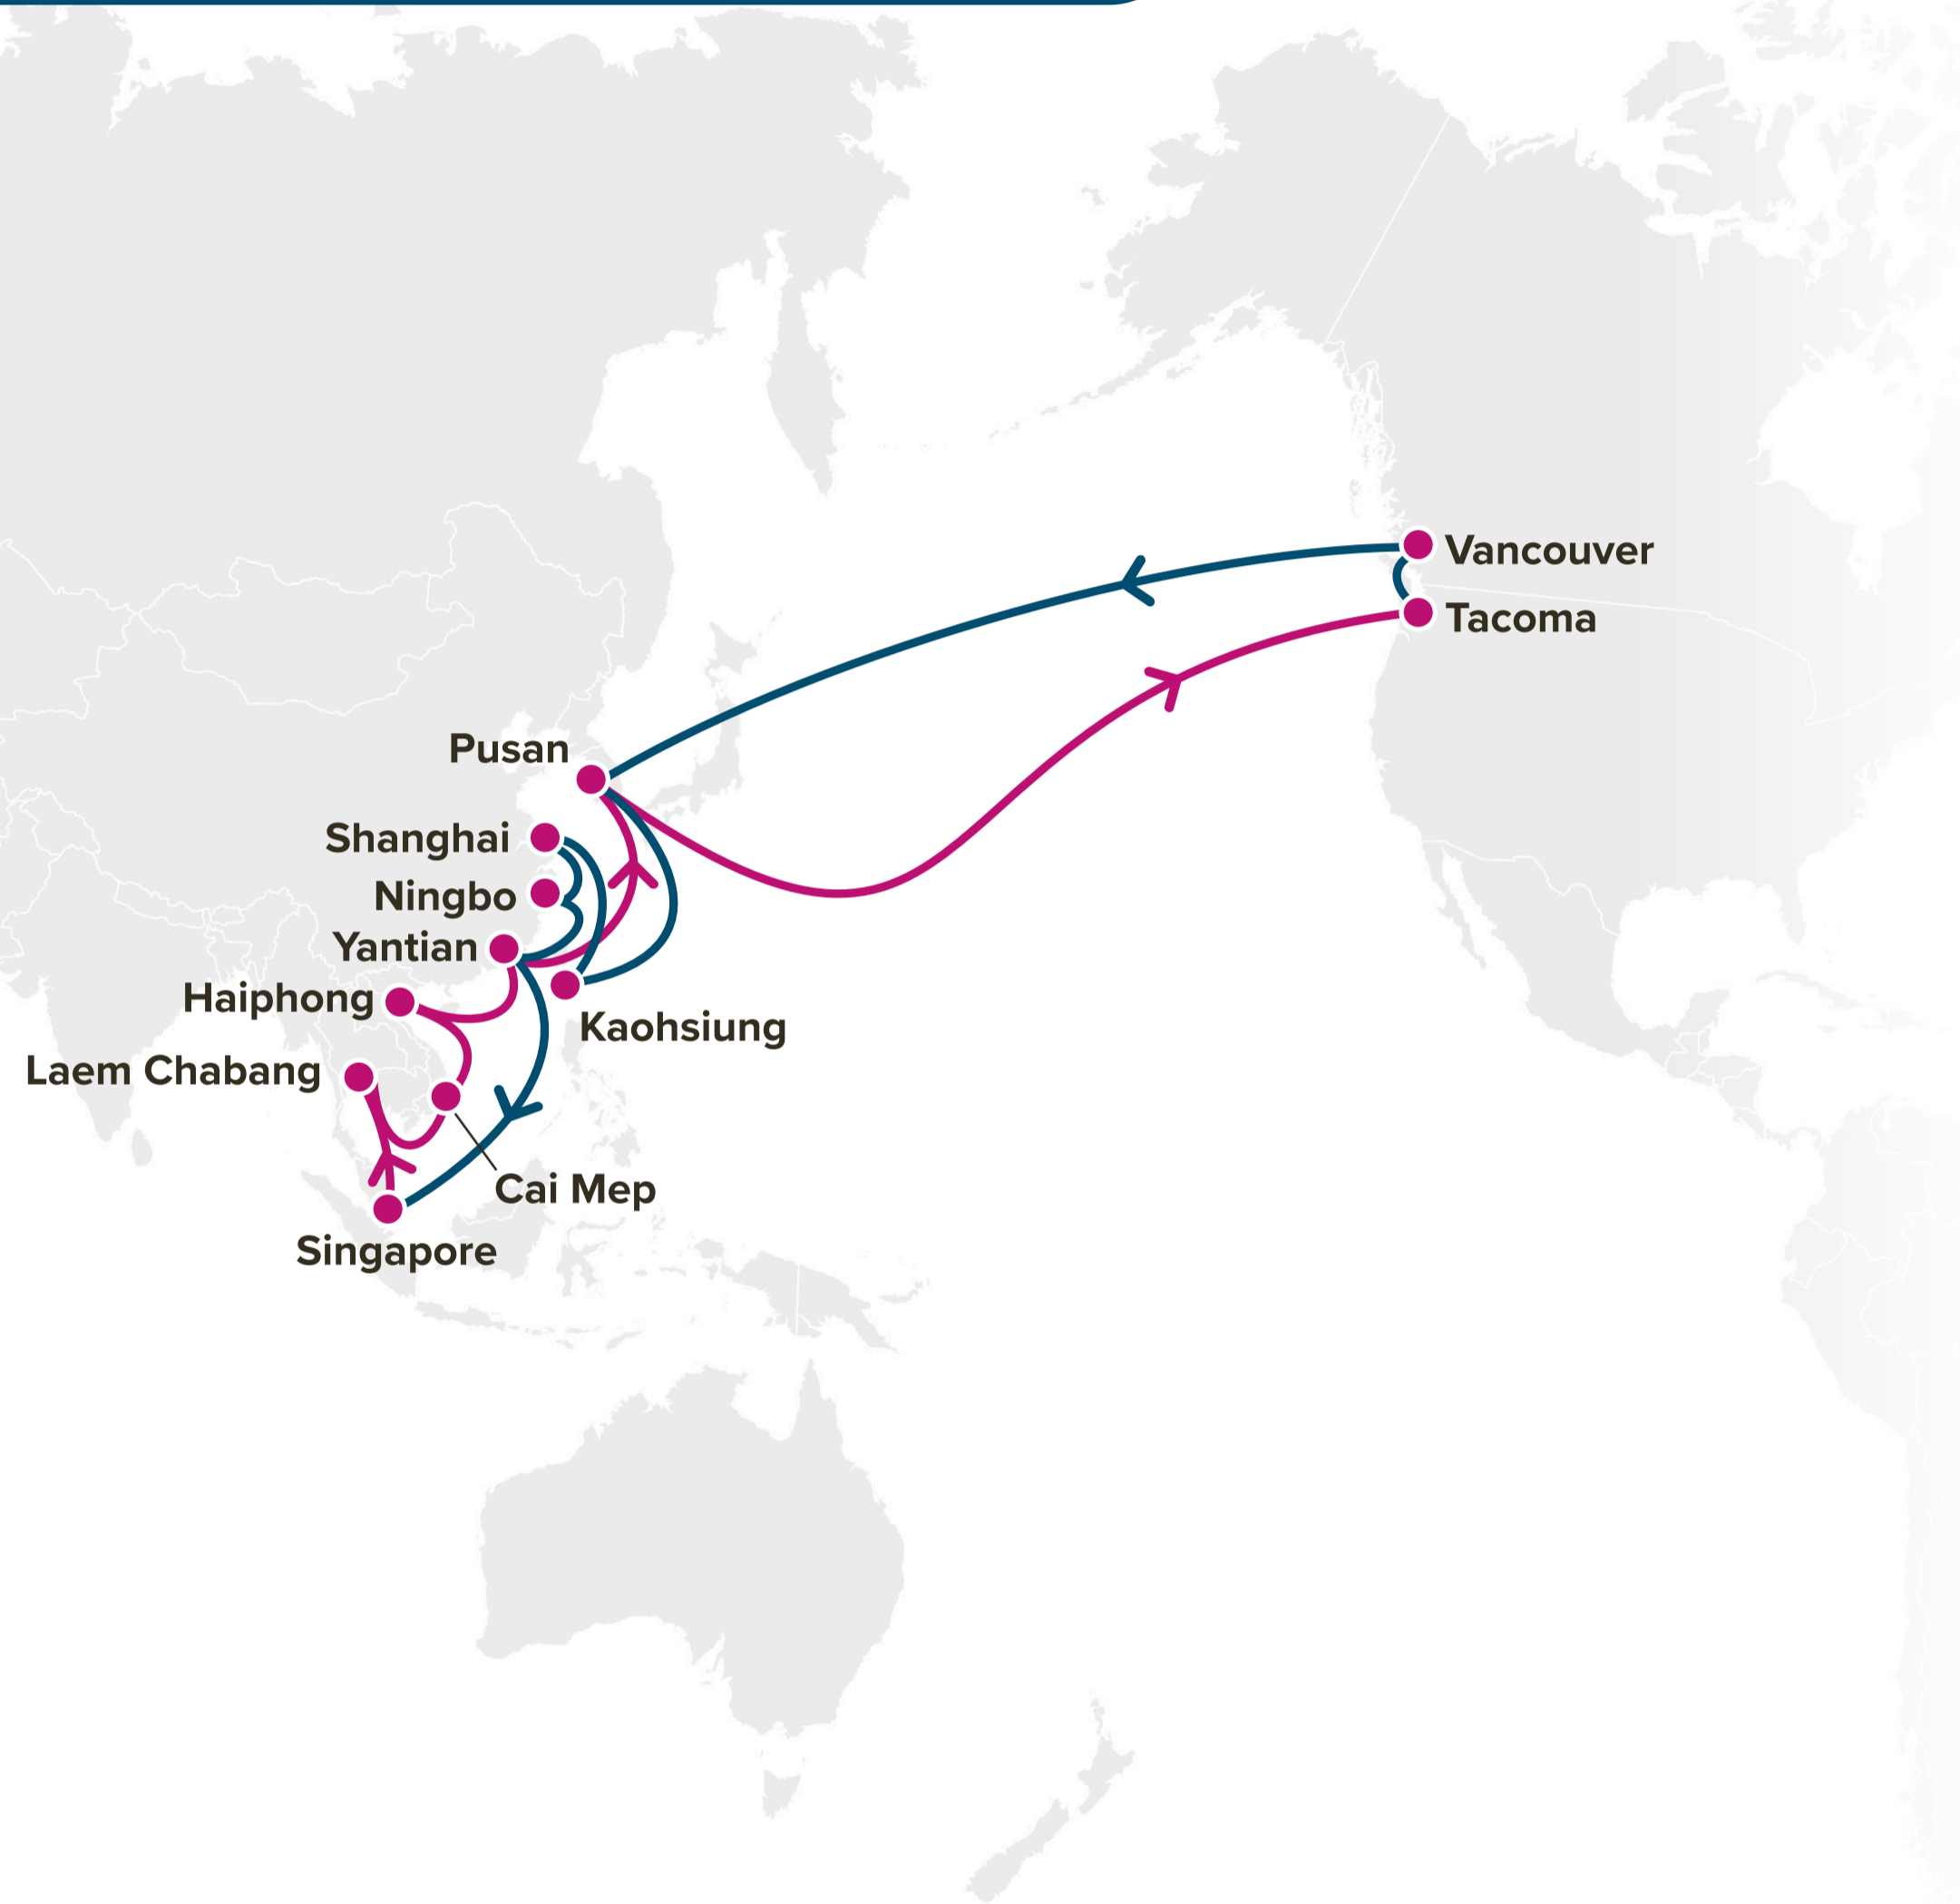 Vancouver
Tacoma
Pusan
Shanghai
Ningbo
Yantian
Haiphong
Kaohsiung
Laem Chabang
Cai Mep
Singapore